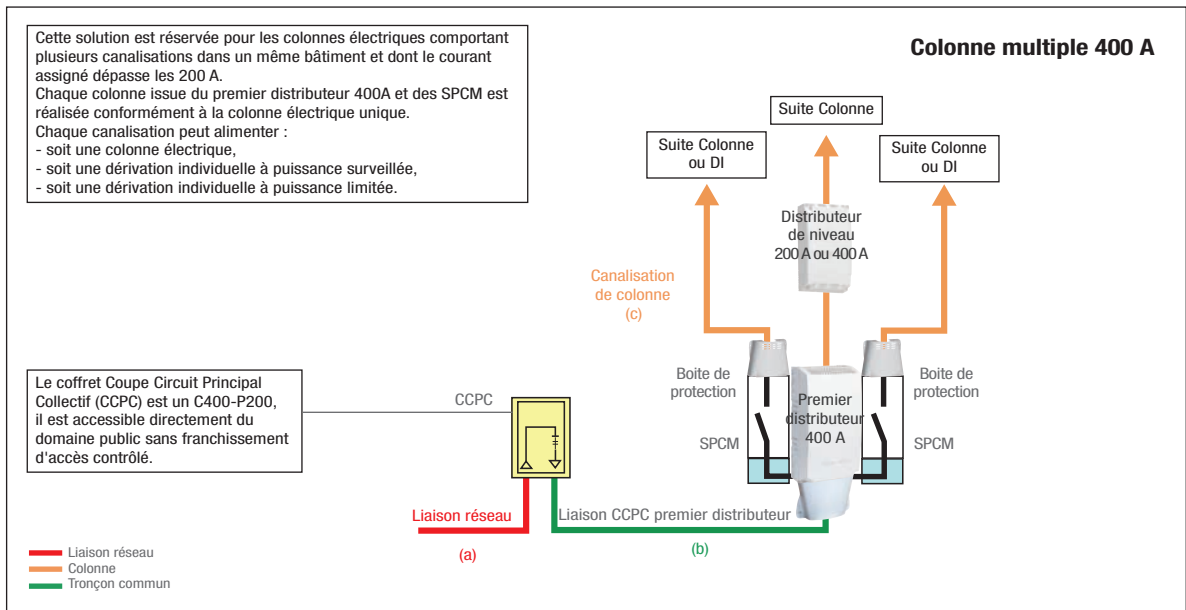 Cette solution est réservée pour les colonnes électriques comportant
plusieurs canalisations dans un même bâtiment et dont le courant
assigné dépasse les 200 A.
Chaque colonne issue du premier distributeur 400A et des SPCM est
réalisée conformément à la colonne électrique unique.
Chaque canalisation peut alimenter :
- soit une colonne électrique,
- soit une dérivation individuelle à puissance surveillée,
- soit une dérivation individuelle à puissance limitée.
Colonne multiple 400 A
Suite Colonne
Suite Colonne
ou DI
Suite Colonne
ou DI
Distributeur
de niveau
200 A ou 400 A
Canalisation
de colonne
(c)
Boite de
protection
Boite de
protection
Premier
distributeur
400 A
SPCM
SPCM
Le coffret Coupe Circuit Principal
Collectif (CCPC) est un C400-P200,
il est accessible directement du
domaine public sans franchissement
d'accès contrôlé.
CCPC
Liaison réseau
(a)
Liaison CCPC premier distributeur
(b)
Liaison réseau
Colonne
Tronçon commun